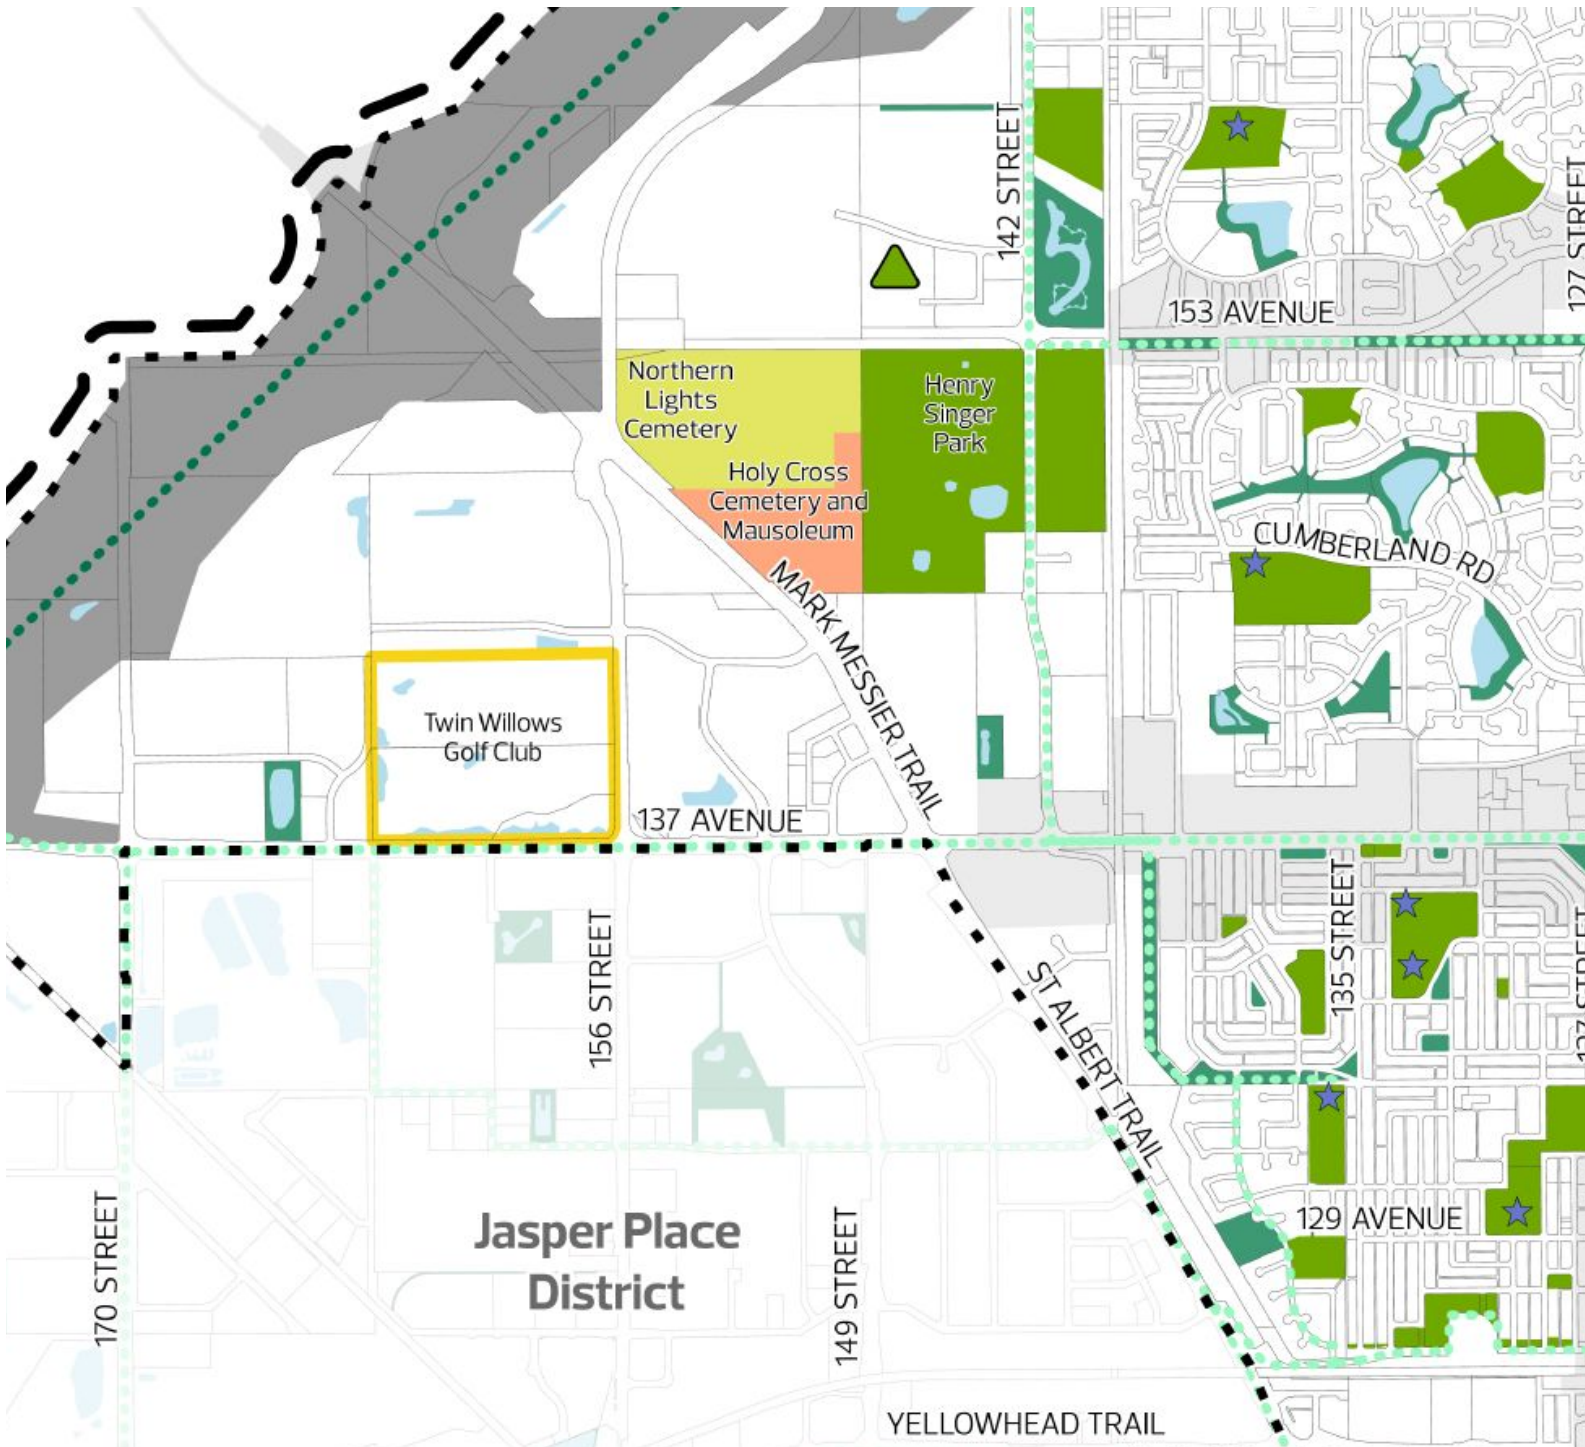 142 STREET
127 STREET
153 AVENUE
Northern
Lights
Cemetery
Henry
Singer
Park
Holy Cross
Cemetery and
Mausoleum
CUMBERLAND RD
MARK MESSIER TRAIL
Twin Willows
Golf Club
137 AVENUE
135 STREET
127 STREET
156 STREET
ST ALBERT TRAIL
170 STREET
Jasper Place
District
149 STREET
129 AVENUE
YELLOWHEAD TRAIL